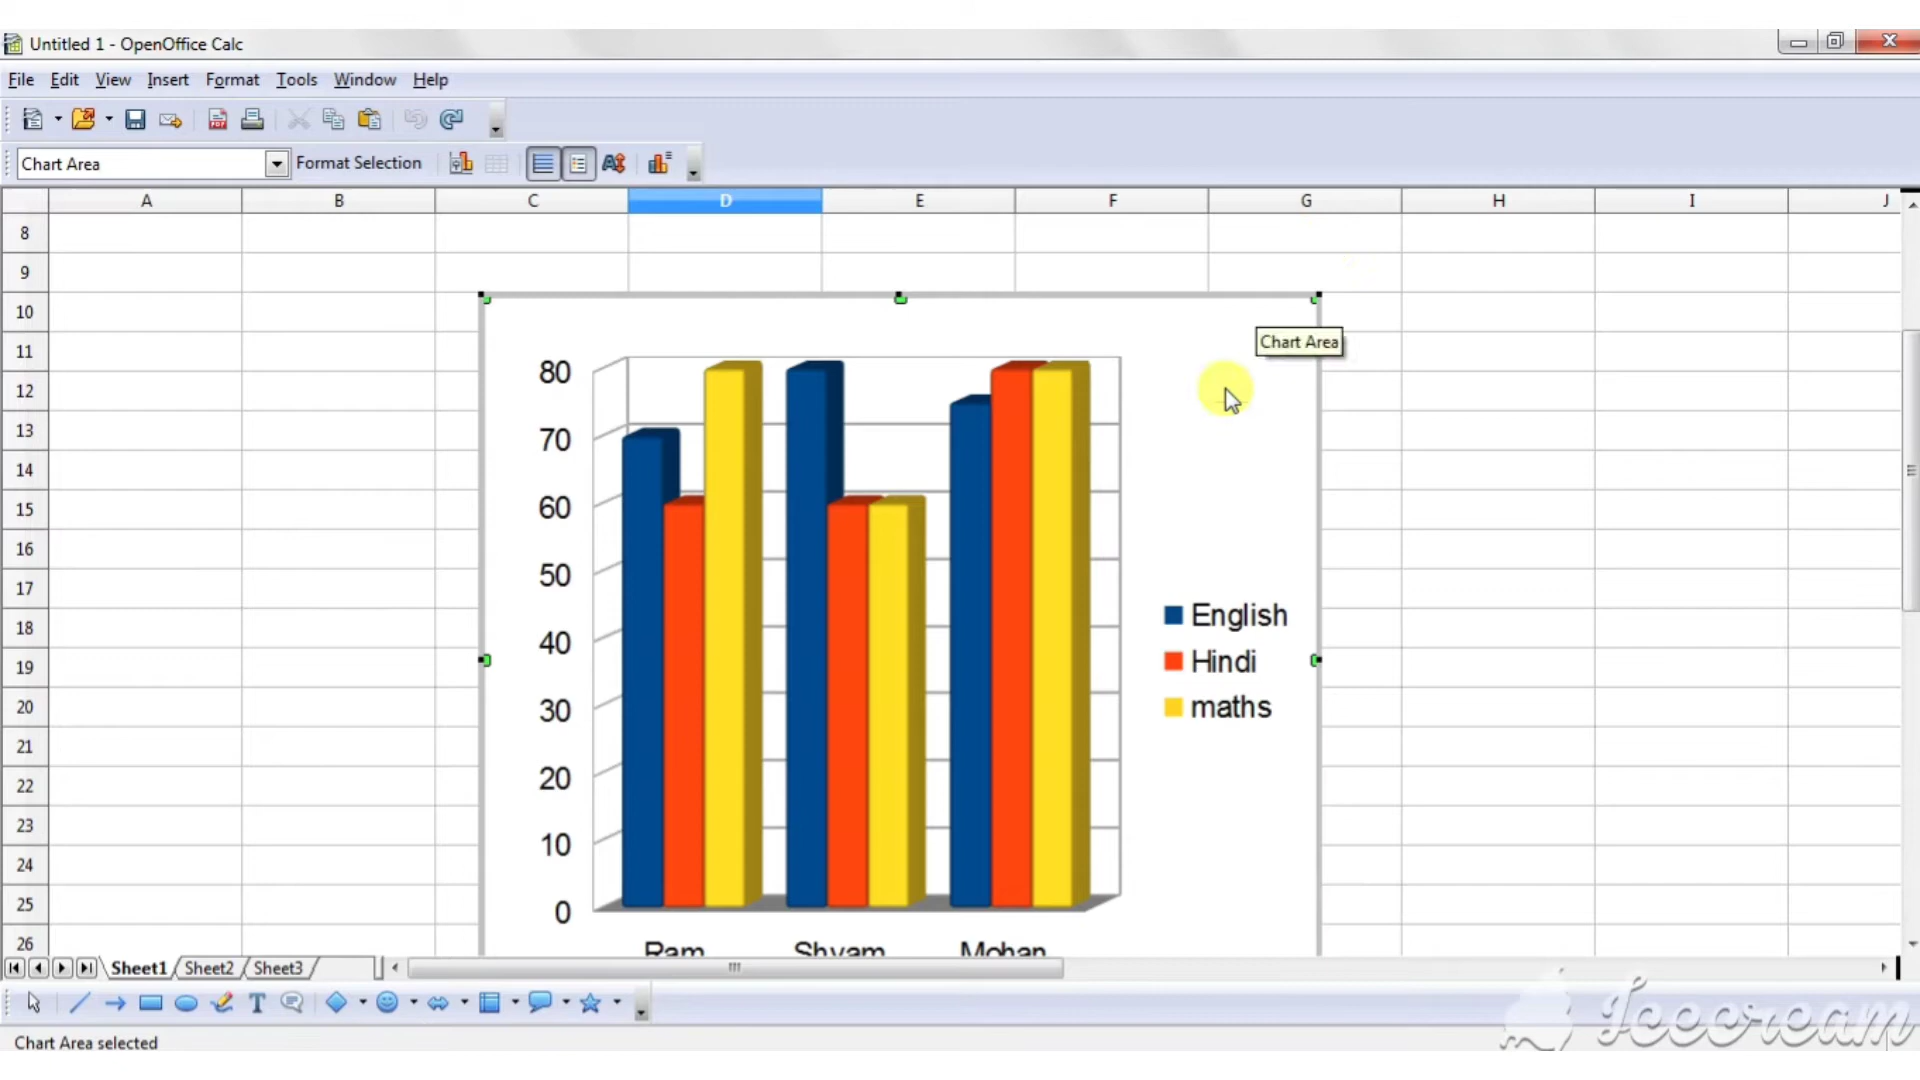 Untitled 1 - OpenOffice Calc
File Edit View Insert Format Tools Window Help
Chart Area Format Selection
A B C D E F G H I J
8
9
10
11
12
13
14
15
16
17
18
19
20
21
22
23
24
25
26
Chart Area
80
70
60
50
40
30
20
10
0
English
Hindi
maths
Ram Shyam Mohan
Sheet1 Sheet2 Sheet3
Chart Area selected
Icecream